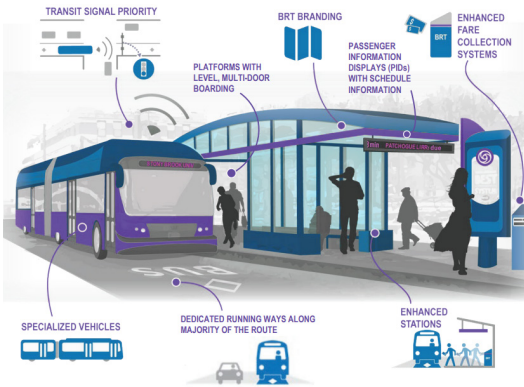 TRANSIT SIGNAL PRIORITY
BRT BRANDING
ENHANCED
FARE
COLLECTION
SYSTEMS
BRT
PLATFORMS WITH
LEVEL, MULTI-DOOR
BOARDING
PASSENGER
INFORMATION
DISPLAYS (PIDs)
WITH SCHEDULE
INFORMATION
PATCHOGUE LIRR
BUS
SPECIALIZED VEHICLES
DEDICATED RUNNING WAYS ALONG
MAJORITY OF THE ROUTE
ENHANCED
STATIONS